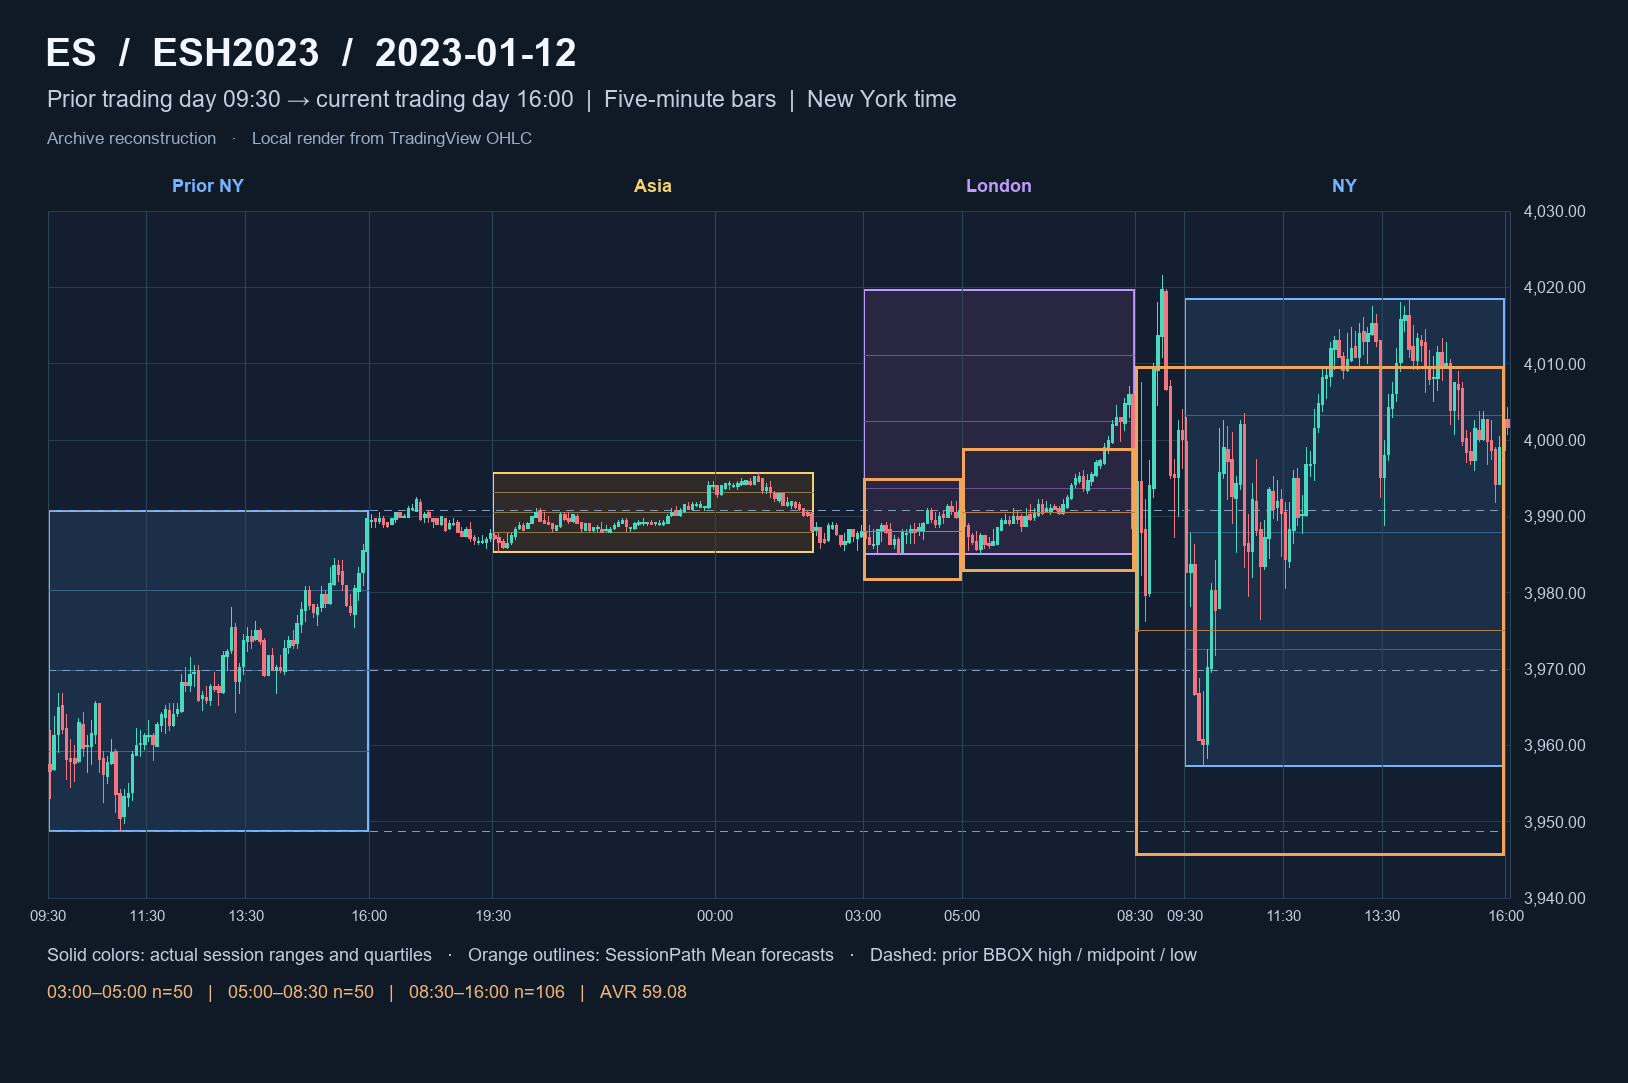 ES / ESH2023 / 2023-01-12
Prior trading day 09:30 → current trading day 16:00 | Five-minute bars | New York time
Archive reconstruction · Local render from TradingView OHLC
Prior NY Asia London NY
4,030.00
4,020.00
4,010.00
4,000.00
3,990.00
3,980.00
3,970.00
3,960.00
3,950.00
3,940.00
09:30 11:30 13:30 16:00 19:30 00:00 03:00 05:00 08:30 09:30 11:30 13:30 16:00
Solid colors: actual session ranges and quartiles · Orange outlines: SessionPath Mean forecasts · Dashed: prior BBOX high / midpoint / low
03:00–05:00 n=50 | 05:00–08:30 n=50 | 08:30–16:00 n=106 | AVR 59.08